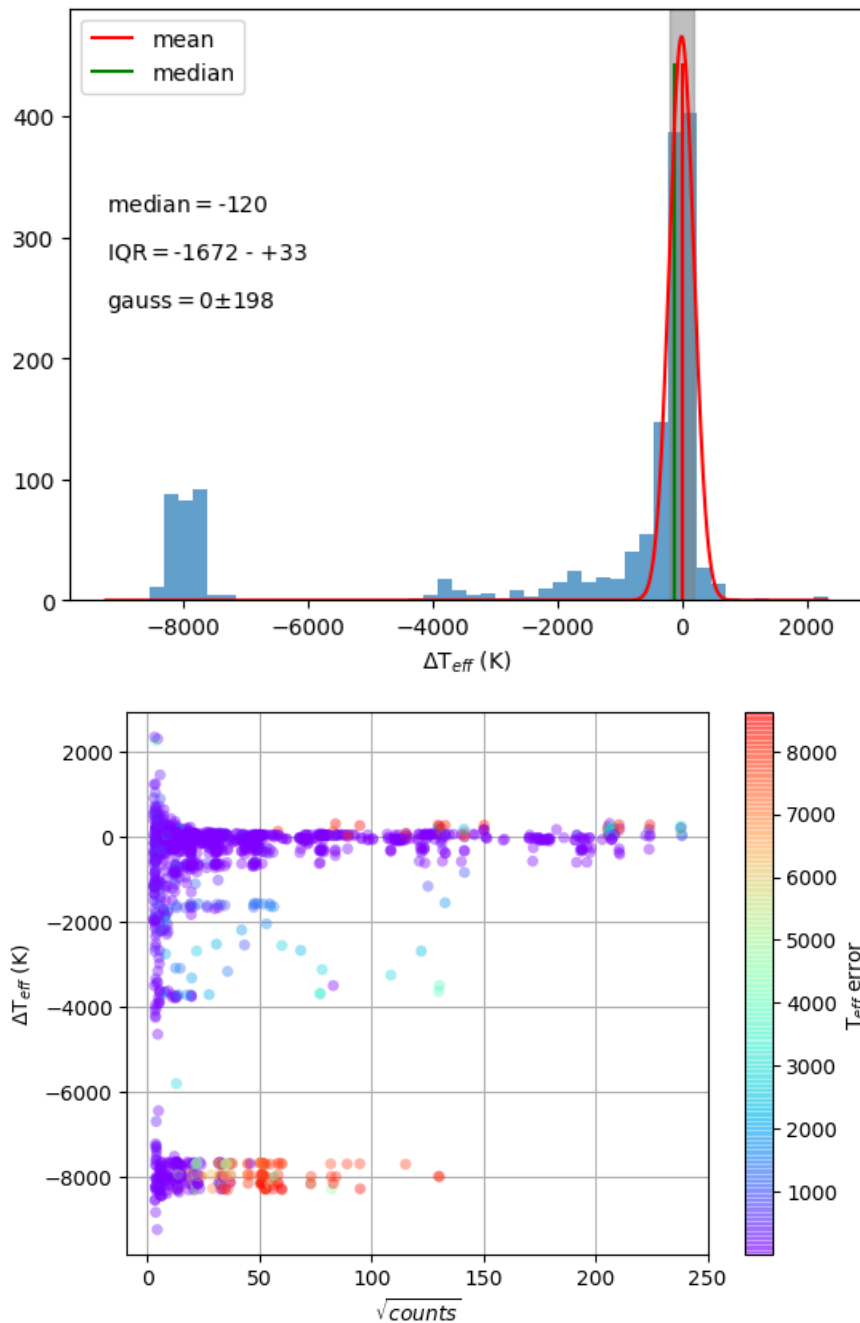 mean
median
400
300
200
100
0
median = -120
IQR = -1672 - +33
gauss = 0±198
−8000 −6000 −4000 −2000 0 2000
ΔT_eff (K)
2000
0
−2000
−4000
−6000
−8000
ΔT_eff (K)
0 50 100 150 200 250
√counts
8000
7000
6000
5000
4000
3000
2000
1000
T_eff error